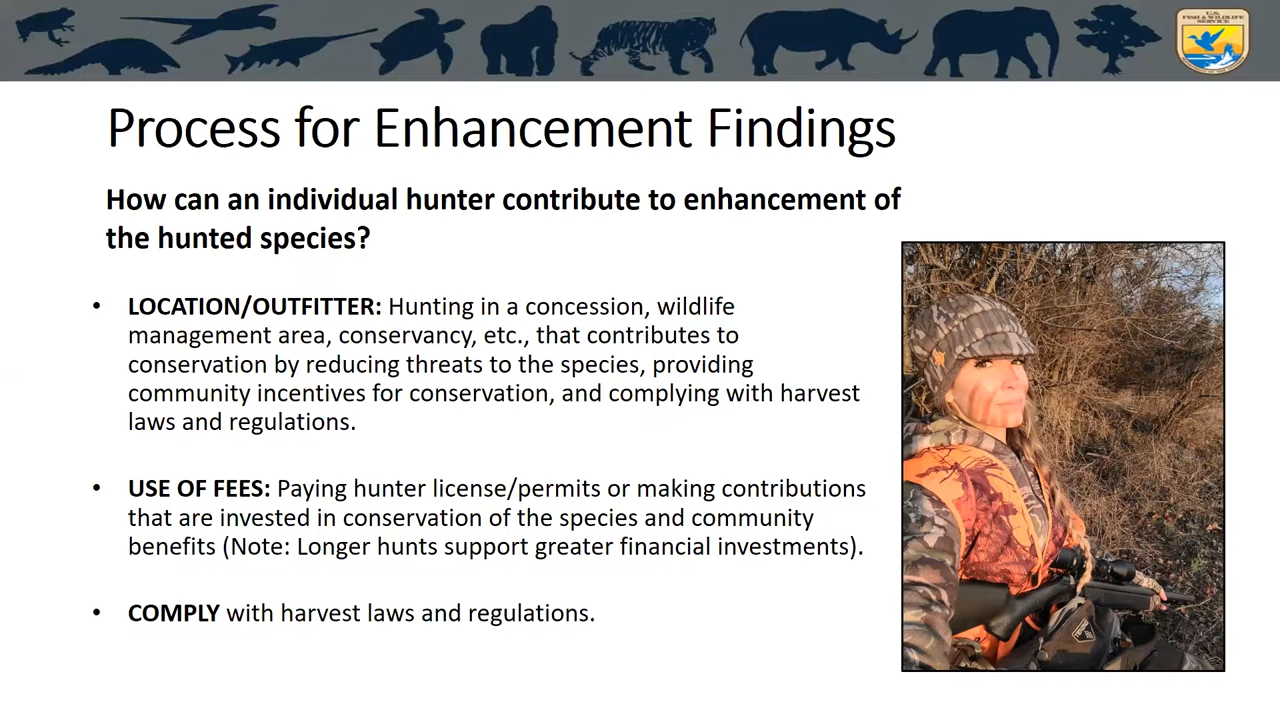 U.S.
FISH & WILDLIFE
SERVICE
Process for Enhancement Findings
How can an individual hunter contribute to enhancement of
the hunted species?
• LOCATION/OUTFITTER: Hunting in a concession, wildlife
management area, conservancy, etc., that contributes to
conservation by reducing threats to the species, providing
community incentives for conservation, and complying with harvest
laws and regulations.
• USE OF FEES: Paying hunter license/permits or making contributions
that are invested in conservation of the species and community
benefits (Note: Longer hunts support greater financial investments).
• COMPLY with harvest laws and regulations.